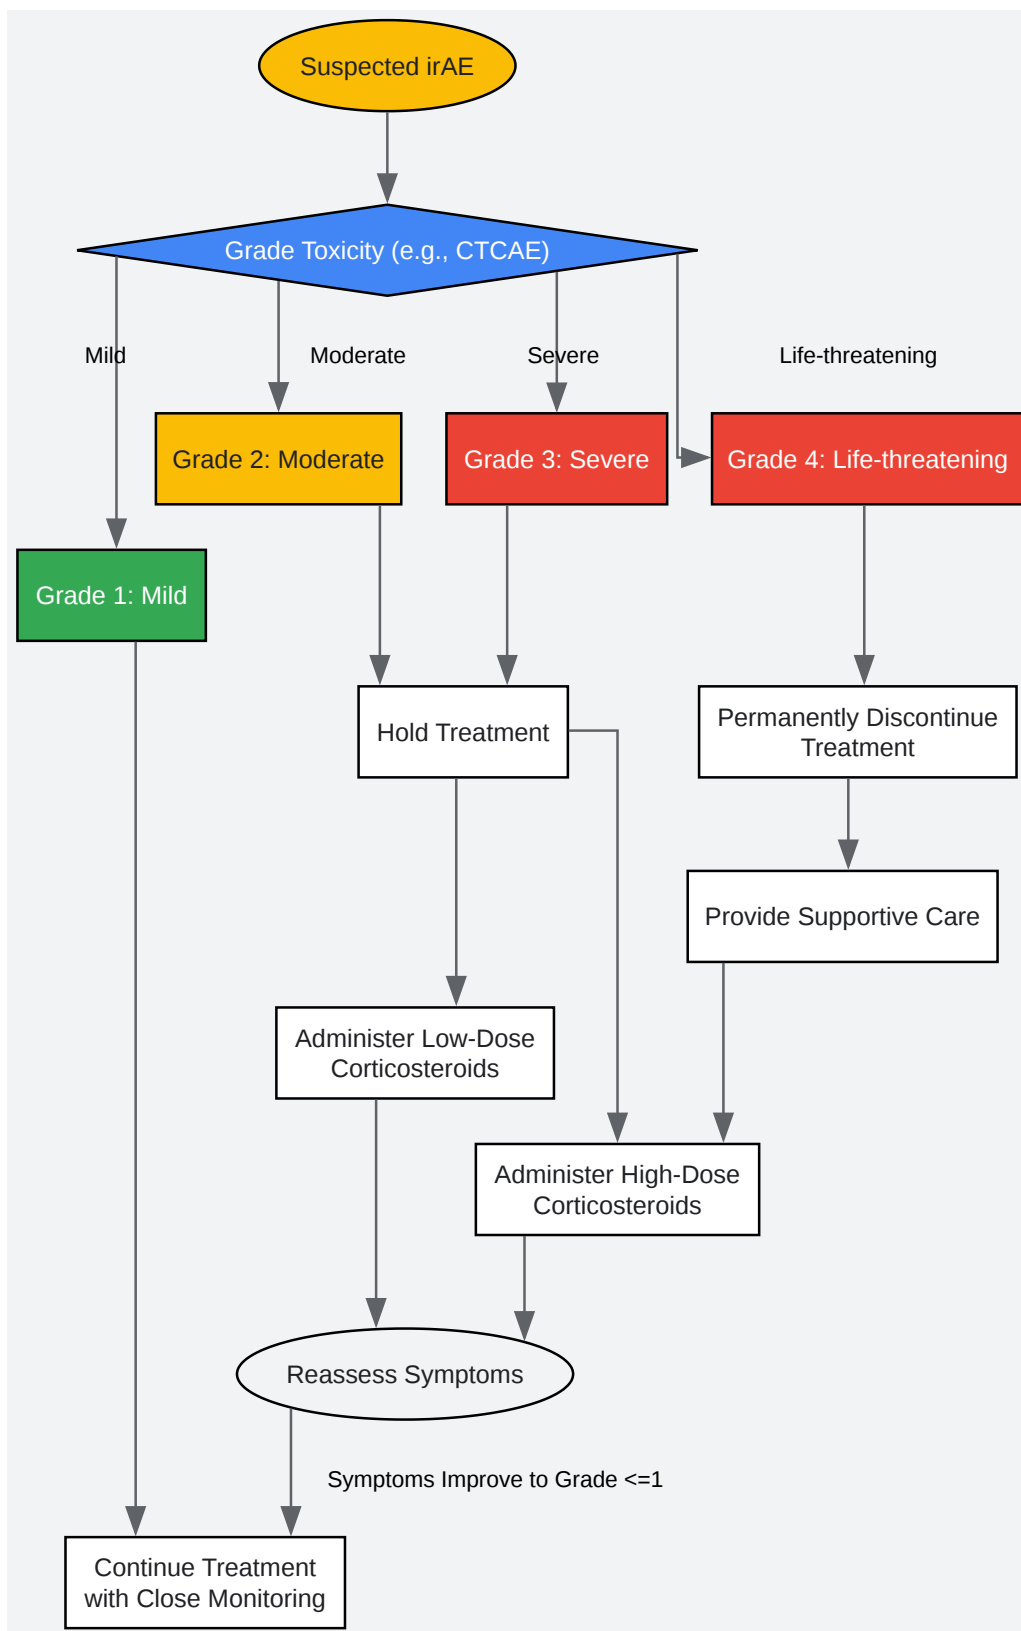 Suspected irAE
Grade Toxicity (e.g., CTCAE)
Mild
Moderate
Severe
Life-threatening
Grade 2: Moderate
Grade 3: Severe
Grade 4: Life-threatening
Grade 1: Mild
Hold Treatment
Permanently Discontinue
Treatment
Provide Supportive Care
Administer Low-Dose
Corticosteroids
Administer High-Dose
Corticosteroids
Reassess Symptoms
Symptoms Improve to Grade <=1
Continue Treatment
with Close Monitoring